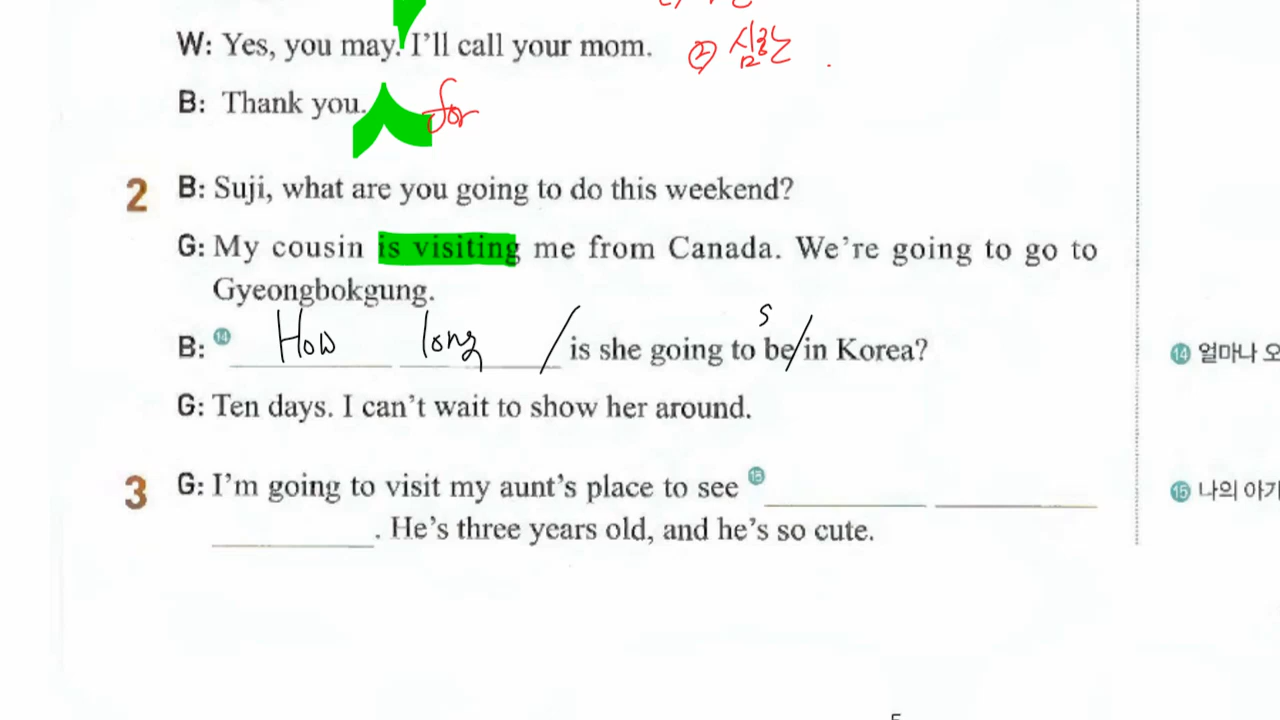 W: Yes, you may. I'll call your mom. ②
B: Thank you. for
2 B: Suji, what are you going to do this weekend?
G: My cousin is visiting me from Canada. We're going to go to
Gyeongbokgung.
s
B: ⑭ How long / is she going to be/in Korea? ⑭ 얼마나 오
G: Ten days. I can't wait to show her around.
3 G: I'm going to visit my aunt's place to see ⑮ ⑮ 나의 아기
. He's three years old, and he's so cute.